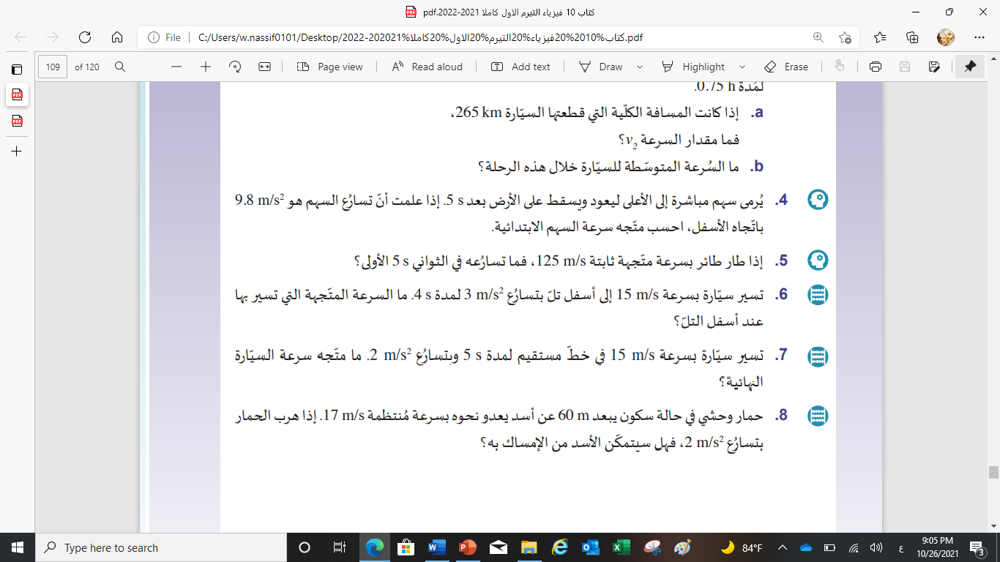 كتاب 10 فيزياء التيرم الاول كاملا 2021-2022.pdf
File
C:/Users/w.nassif0101/Desktop/2022-202021%كتاب%2010%20فيزياء%20التيرم%20الاول%20كاملا.pdf
109 of 120
Page view
Read aloud
Add text
Draw
Highlight
Erase
لمُدة 0.75 h.
a. إذا كانت المسافة الكلّية التي قطعتها السيّارة 265 km،
فما مقدار السرعة v₂؟
b. ما السُرعة المتوسّطة للسيّارة خلال هذه الرحلة؟
4. يُرمى سهم مباشرة إلى الأعلى ليعود ويسقط على الأرض بعد 5 s. إذا علمت أنّ تسارُع السهم هو 9.8 m/s²
باتّجاه الأسفل، احسب متّجه سرعة السهم الابتدائية.
5. إذا طار طائر بسرعة متّجهة ثابتة 125 m/s، فما تسارُعه في الثواني 5 s الأولى؟
6. تسير سيّارة بسرعة 15 m/s إلى أسفل تلّ بتسارُع 3 m/s² لمدة 4 s. ما السرعة المتّجهة التي تسير بها
عند أسفل التلّ؟
7. تسير سيّارة بسرعة 15 m/s في خطّ مستقيم لمدة 5 s وبتسارُع 2 m/s². ما متّجه سرعة السيّارة
النهائية؟
8. حمار وحشي في حالة سكون يبعد 60 m عن أسد يعدو نحوه بسرعة مُنتظمة 17 m/s. إذا هرب الحمار
بتسارُع 2 m/s²، فهل سيتمكّن الأسد من الإمساك به؟
Type here to search
84°F
ع
9:05 PM
10/26/2021
3